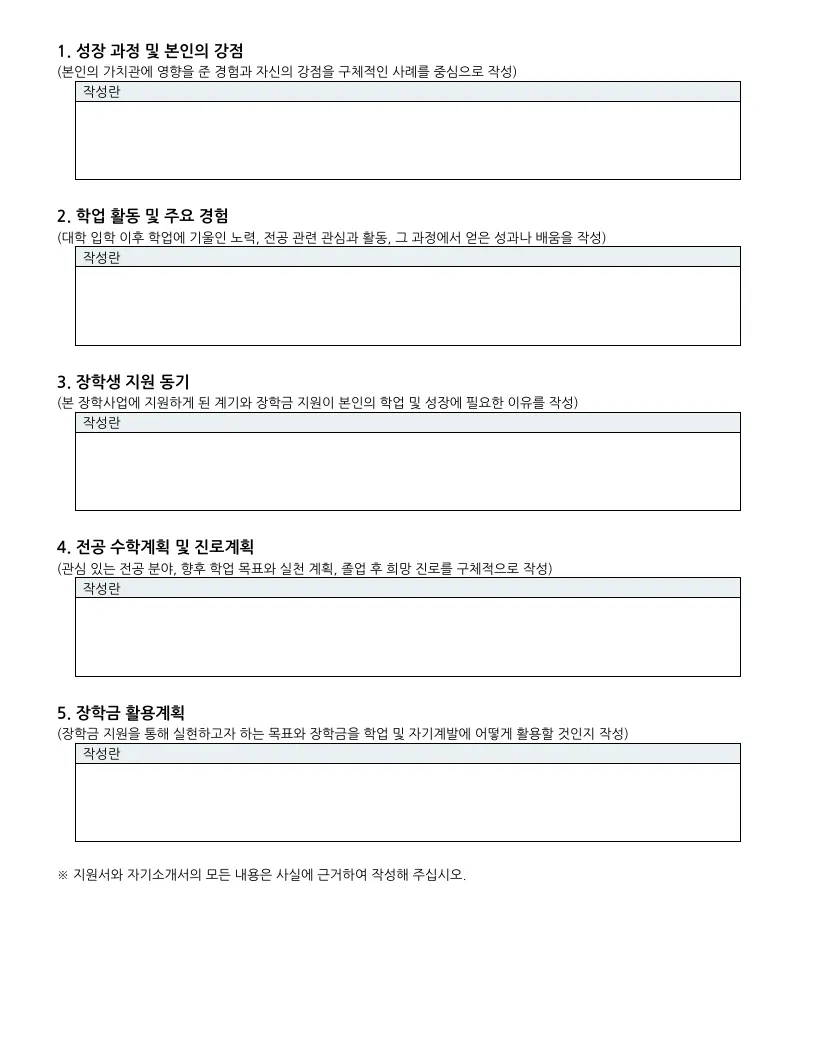 1. 성장 과정 및 본인의 강점
(본인의 가치관에 영향을 준 경험과 자신의 강점을 구체적인 사례를 중심으로 작성)
작성란
2. 학업 활동 및 주요 경험
(대학 입학 이후 학업에 기울인 노력, 전공 관련 관심과 활동, 그 과정에서 얻은 성과나 배움을 작성)
작성란
3. 장학생 지원 동기
(본 장학사업에 지원하게 된 계기와 장학금 지원이 본인의 학업 및 성장에 필요한 이유를 작성)
작성란
4. 전공 수학계획 및 진로계획
(관심 있는 전공 분야, 향후 학업 목표와 실천 계획, 졸업 후 희망 진로를 구체적으로 작성)
작성란
5. 장학금 활용계획
(장학금 지원을 통해 실현하고자 하는 목표와 장학금을 학업 및 자기계발에 어떻게 활용할 것인지 작성)
작성란
※ 지원서와 자기소개서의 모든 내용은 사실에 근거하여 작성해 주십시오.